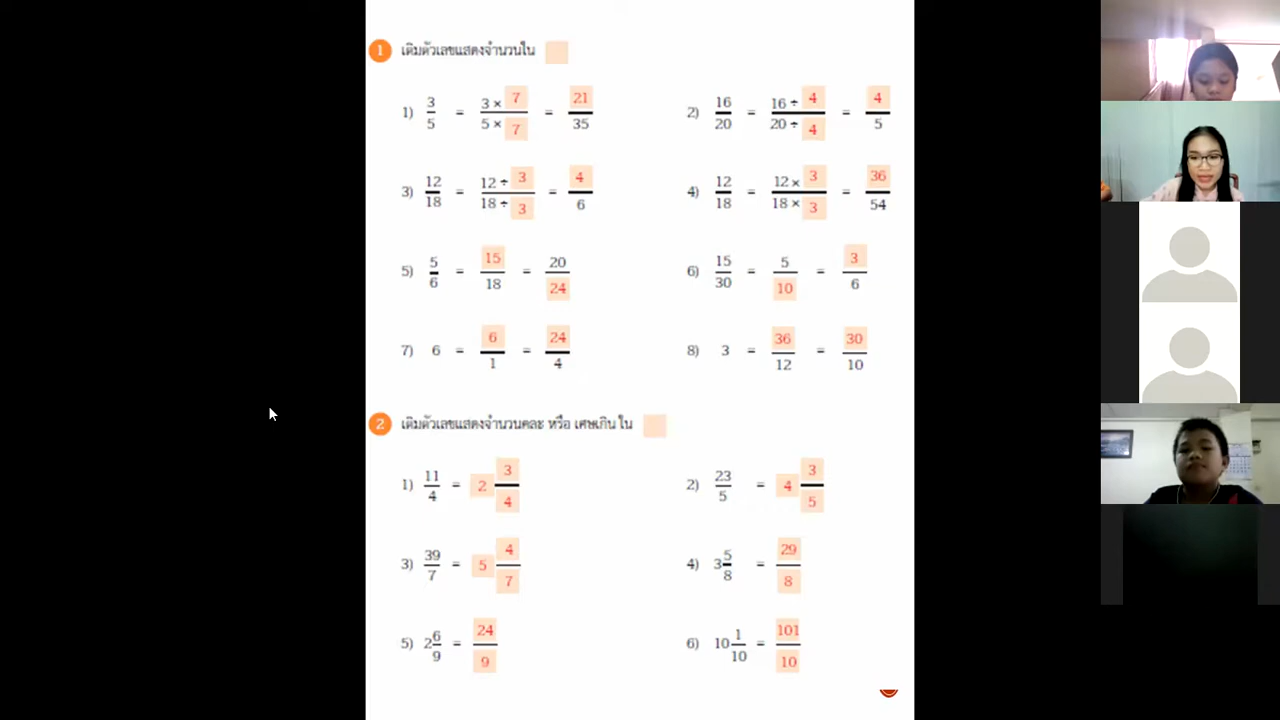 1 เติมตัวเลขแสดงจำนวนใน
1) 3/5 = 3 × 7 / 5 × 7 = 21/35
2) 16/20 = 16 ÷ 4 / 20 ÷ 4 = 4/5
3) 12/18 = 12 ÷ 3 / 18 ÷ 3 = 4/6
4) 12/18 = 12 × 3 / 18 × 3 = 36/54
5) 5/6 = 15/18 = 20/24
6) 15/30 = 5/10 = 3/6
7) 6 = 6/1 = 24/4
8) 3 = 36/12 = 30/10
2 เติมตัวเลขแสดงจำนวนคละ หรือ เศษเกิน ใน
1) 11/4 = 2 3/4
2) 23/5 = 4 3/5
3) 39/7 = 5 4/7
4) 3 5/8 = 29/8
5) 2 6/9 = 24/9
6) 10 1/10 = 101/10